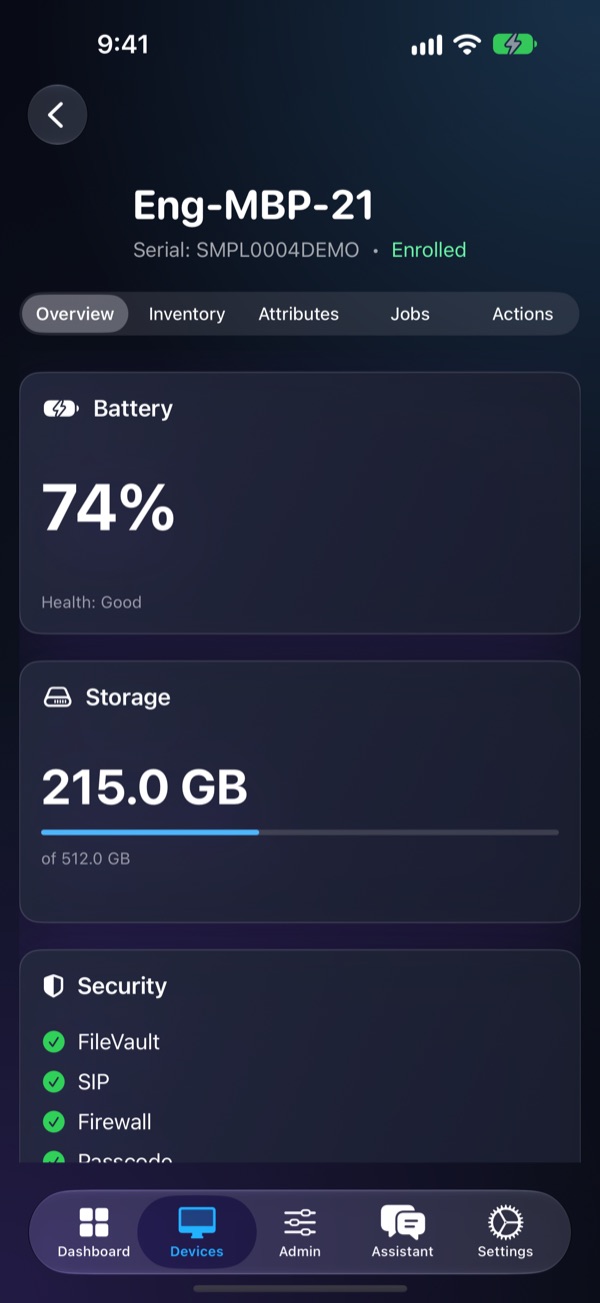 9:41
Eng-MBP-21
Serial: SMPL0004DEMO • Enrolled
Overview Inventory Attributes Jobs Actions
Battery
74%
Health: Good
Storage
215.0 GB
of 512.0 GB
Security
FileVault
SIP
Firewall
Passcode
Dashboard Devices Admin Assistant Settings